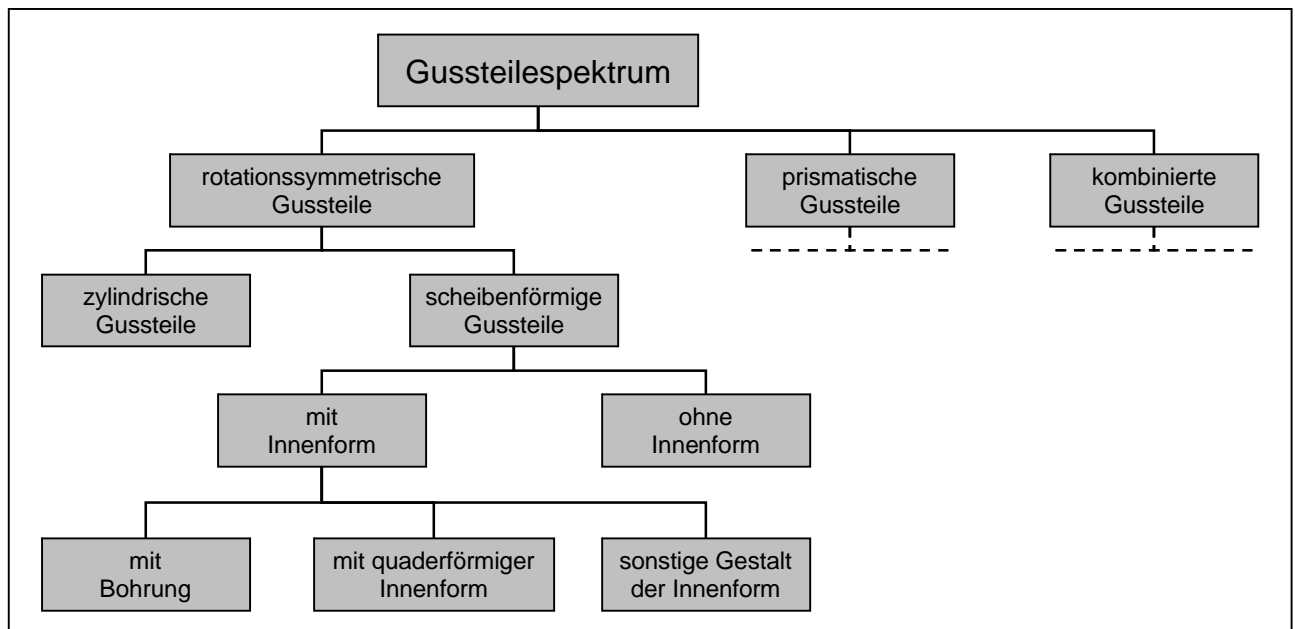 Gussteilespektrum
rotationssymmetrische
Gussteile
prismatische
Gussteile
kombinierte
Gussteile
zylindrische
Gussteile
scheibenförmige
Gussteile
mit
Innenform
ohne
Innenform
mit
Bohrung
mit quaderförmiger
Innenform
sonstige Gestalt
der Innenform